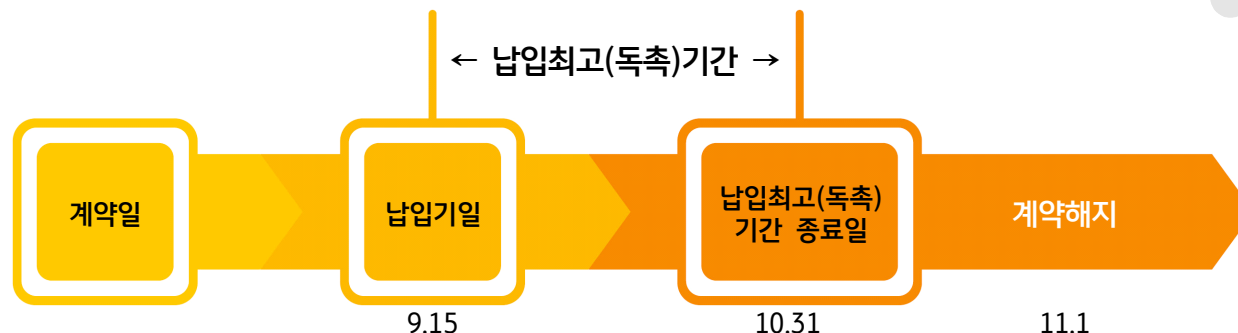 ← 납입최고(독촉)기간 →
계약일
납입기일
납입최고(독촉)
기간 종료일
계약해지
9.15
10.31
11.1